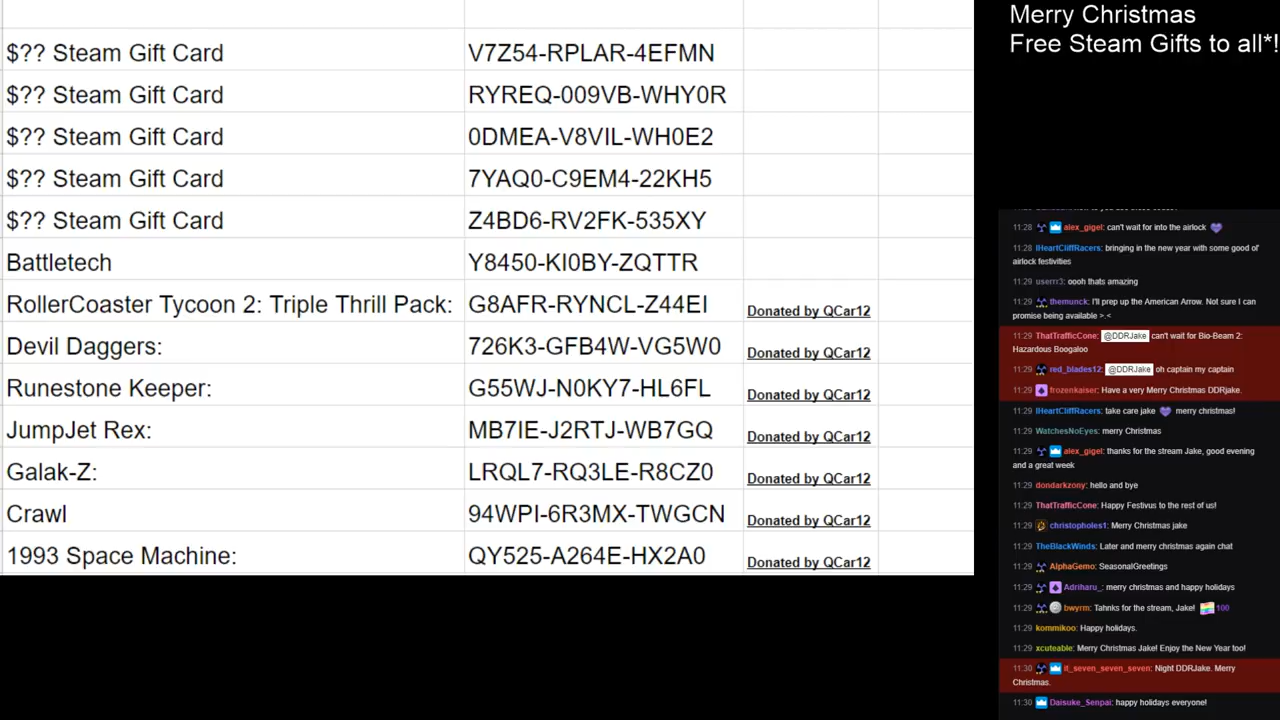 $?? Steam Gift Card V7Z54-RPLAR-4EFMN
$?? Steam Gift Card RYREQ-009VB-WHY0R
$?? Steam Gift Card 0DMEA-V8VIL-WH0E2
$?? Steam Gift Card 7YAQ0-C9EM4-22KH5
$?? Steam Gift Card Z4BD6-RV2FK-535XY
Battletech Y8450-KI0BY-ZQTTR
RollerCoaster Tycoon 2: Triple Thrill Pack: G8AFR-RYNCL-Z44EI Donated by QCar12
Devil Daggers: 726K3-GFB4W-VG5W0 Donated by QCar12
Runestone Keeper: G55WJ-N0KY7-HL6FL Donated by QCar12
JumpJet Rex: MB7IE-J2RTJ-WB7GQ Donated by QCar12
Galak-Z: LRQL7-RQ3LE-R8CZ0 Donated by QCar12
Crawl 94WPI-6R3MX-TWGCN Donated by QCar12
1993 Space Machine: QY525-A264E-HX2A0 Donated by QCar12
Merry Christmas
Free Steam Gifts to all*!
11:28 alex_gigel: can't wait for into the airlock
11:28 IHeartCliffRacers: bringing in the new year with some good of'
airlock festivities
11:29 userrr3: oooh thats amazing
11:29 themunck: I'll prep up the American Arrow. Not sure I can
promise being available >.<
11:29 ThatTrafficCone: @DDRJake can't wait for Bio-Beam 2:
Hazardous Boogaloo
11:29 red_blades12: @DDRJake oh captain my captain
11:29 frozenkaiser: Have a very Merry Christmas DDRjake.
11:29 IHeartCliffRacers: take care jake merry christmas!
11:29 WatchesNoEyes: merry Christmas
11:29 alex_gigel: thanks for the stream Jake, good evening
and a great week
11:29 dondarkzony: hello and bye
11:29 ThatTrafficCone: Happy Festivus to the rest of us!
11:29 christopholes1: Merry Christmas jake
11:29 TheBlackWinds: Later and merry christmas again chat
11:29 AlphaGemo: SeasonalGreetings
11:29 Adriharu_: merry christmas and happy holidays
11:29 bwyrm: Tahnks for the stream, Jake! 100
11:29 kommikoo: Happy holidays.
11:29 xcuteable: Merry Christmas Jake! Enjoy the New Year too!
11:30 it_seven_seven_seven: Night DDRJake. Merry
Christmas.
11:30 Daisuke_Senpai: happy holidays everyone!